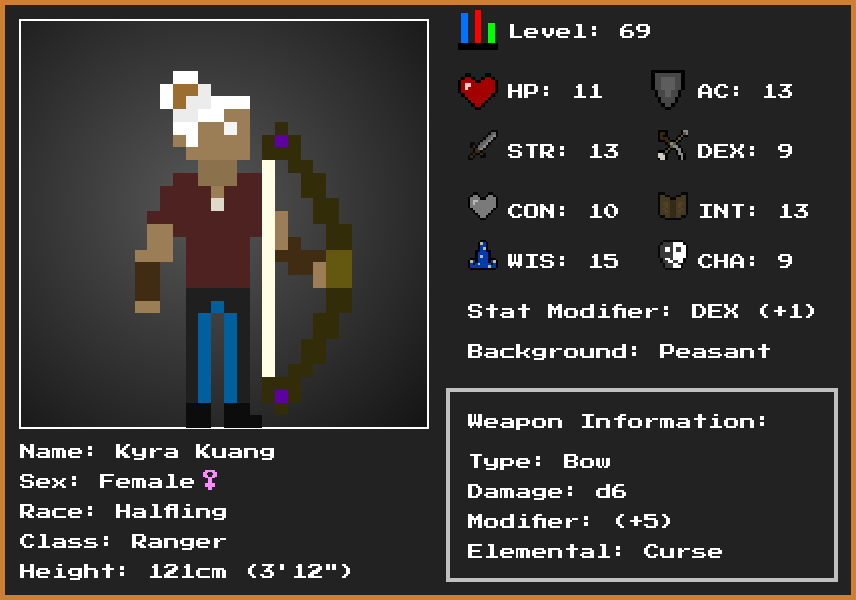 Level: 69
HP: 11
AC: 13
STR: 13
DEX: 9
CON: 10
INT: 13
WIS: 15
CHA: 9
Stat Modifier: DEX (+1)
Background: Peasant
Name: Kyra Kuang
Sex: Female♀
Race: Halfling
Class: Ranger
Height: 121cm (3'12")
Weapon Information:
Type: Bow
Damage: d6
Modifier: (+5)
Elemental: Curse